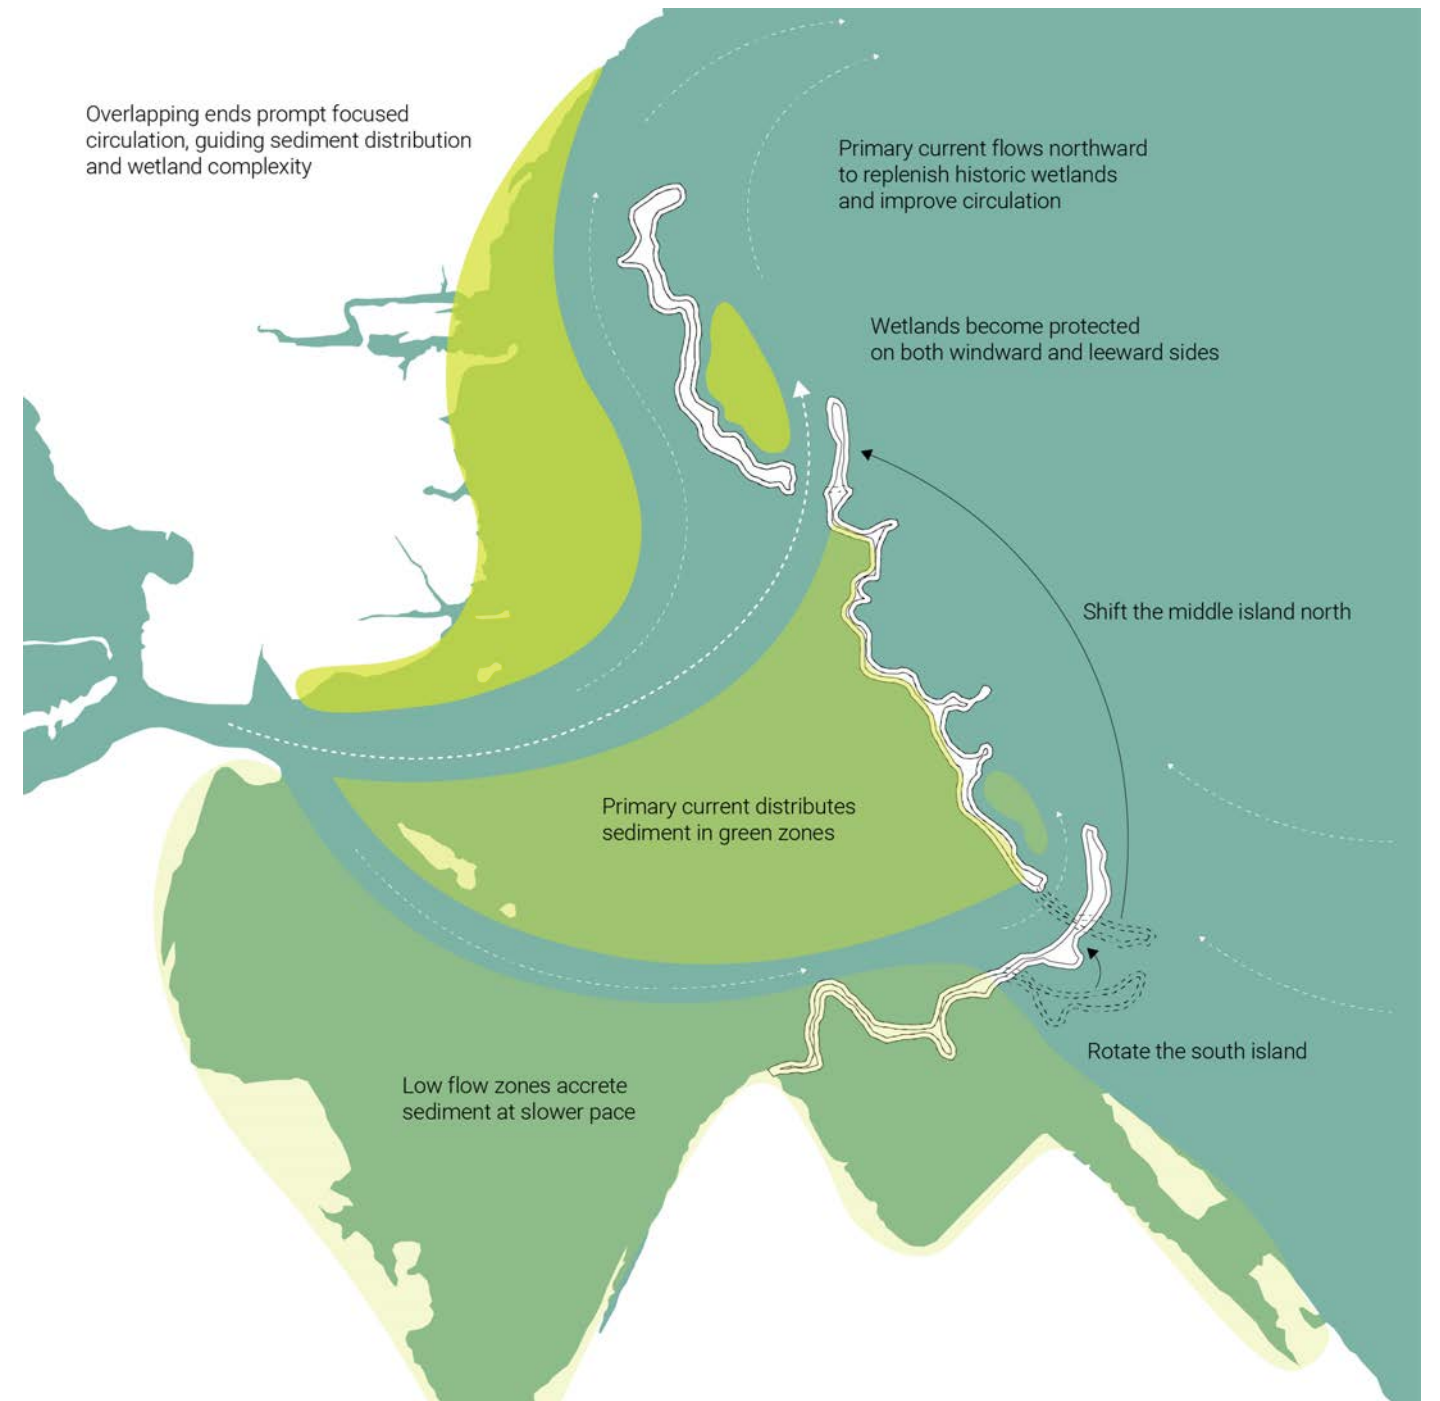 Overlapping ends prompt focused
circulation, guiding sediment distribution
and wetland complexity
Primary current flows northward
to replenish historic wetlands
and improve circulation
Wetlands become protected
on both windward and leeward sides
Shift the middle island north
Primary current distributes
sediment in green zones
Rotate the south island
Low flow zones accrete
sediment at slower pace